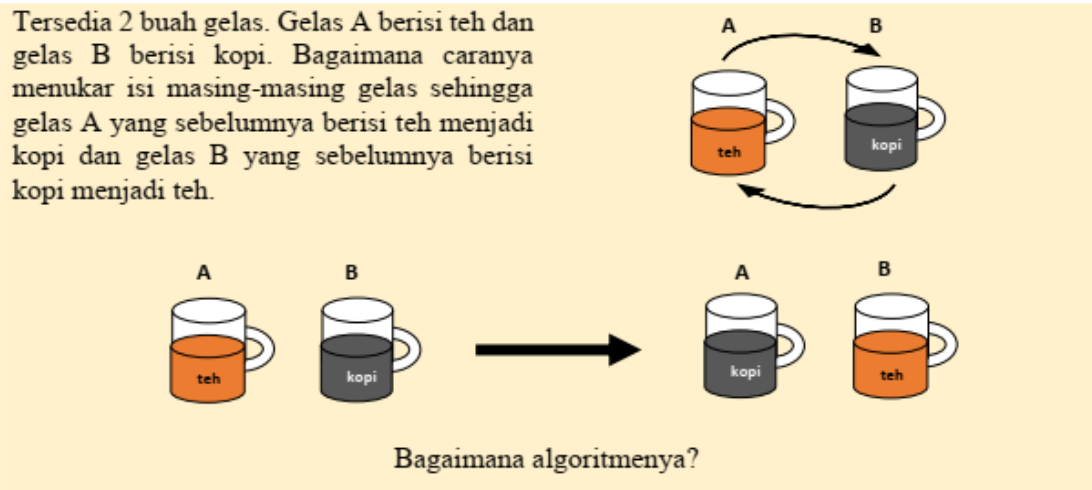 Tersedia 2 buah gelas. Gelas A berisi teh dan
gelas B berisi kopi. Bagaimana caranya
menukar isi masing-masing gelas sehingga
gelas A yang sebelumnya berisi teh menjadi
kopi dan gelas B yang sebelumnya berisi
kopi menjadi teh.
A B
teh kopi
A B A B
teh kopi kopi teh
Bagaimana algoritmenya?